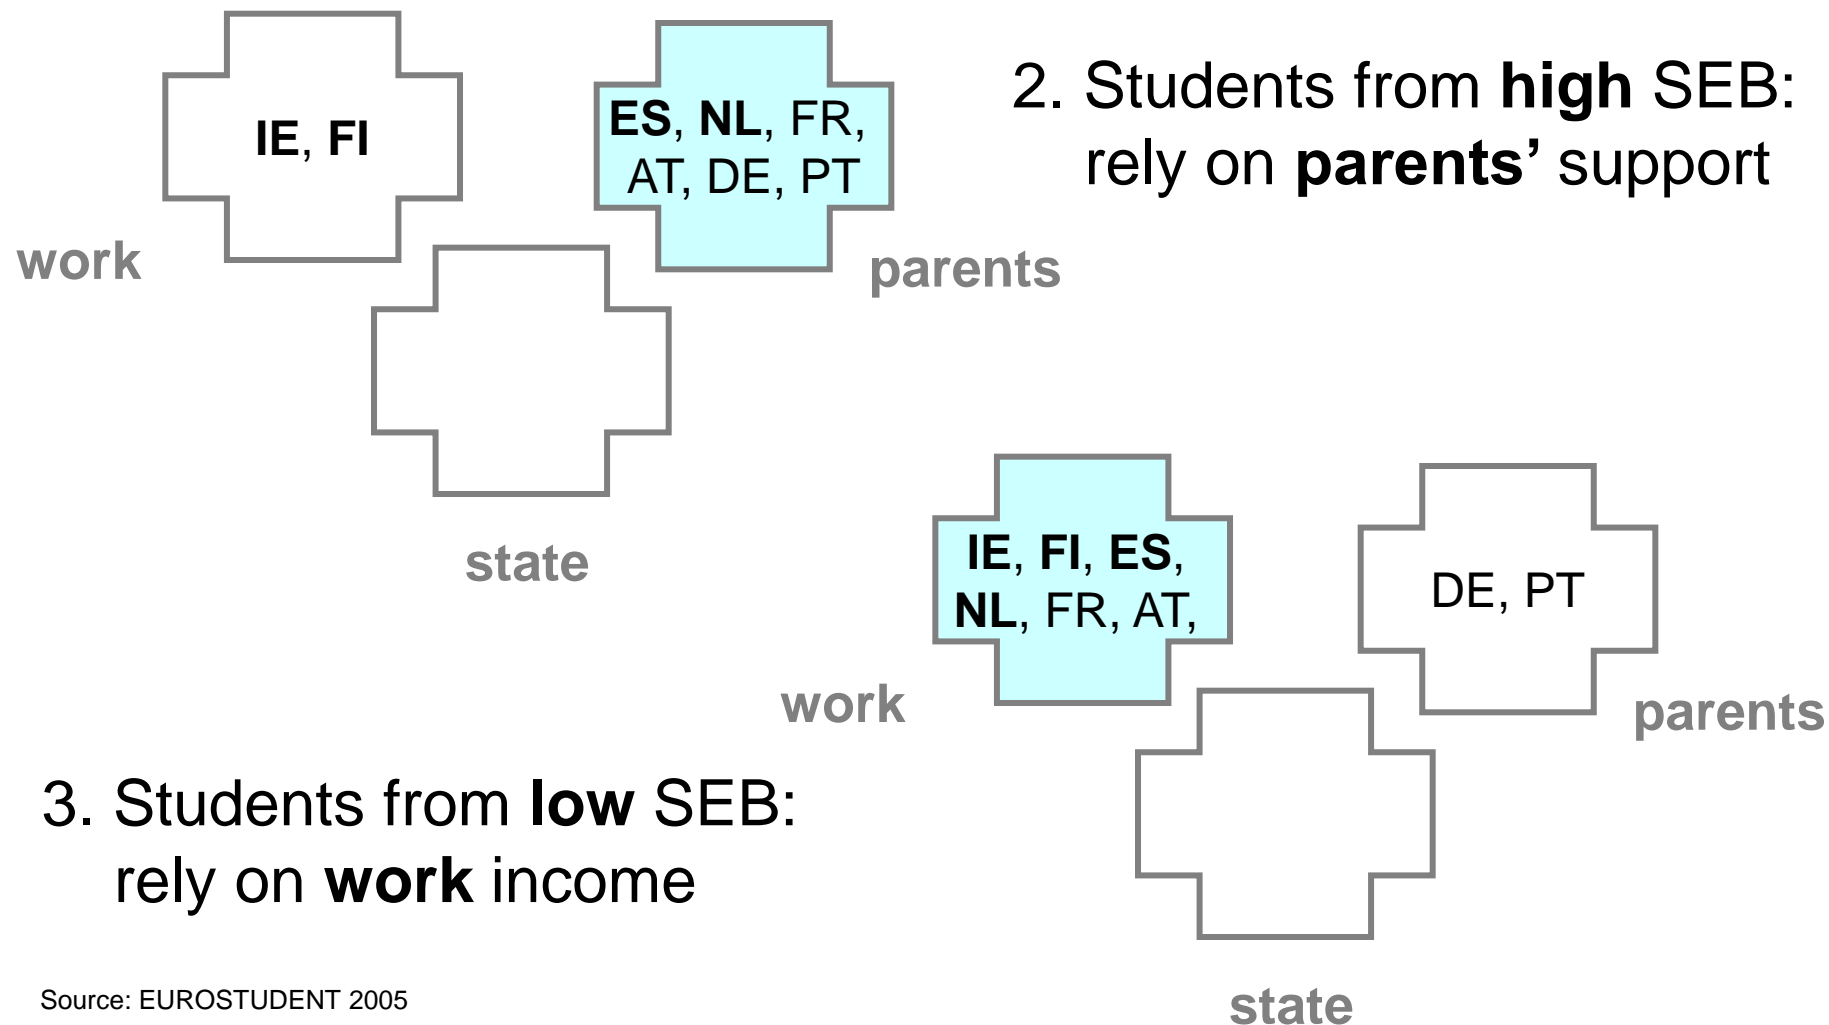 2. Students from high SEB:
rely on parents’ support
IE, FI
ES, NL, FR,
AT, DE, PT
work
parents
state
IE, FI, ES,
NL, FR, AT,
DE, PT
work
parents
state
3. Students from low SEB:
rely on work income
Source: EUROSTUDENT 2005